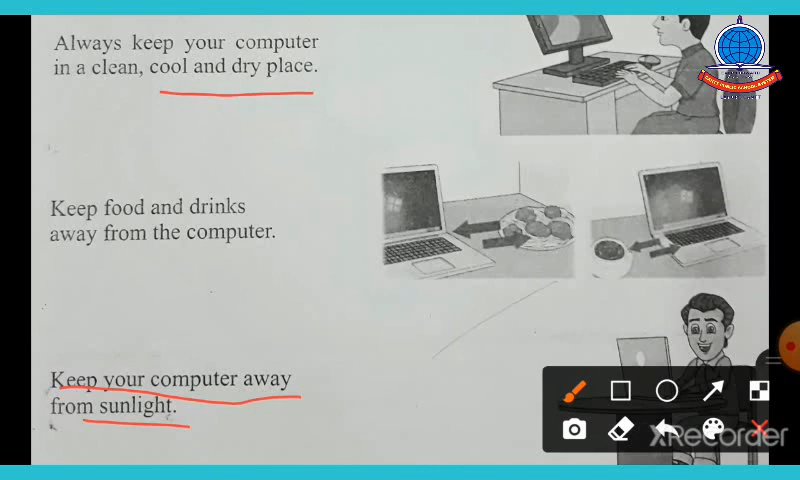 Always keep your computer
in a clean, cool and dry place.
Keep food and drinks
away from the computer.
Keep your computer away
from sunlight.
XRecorder